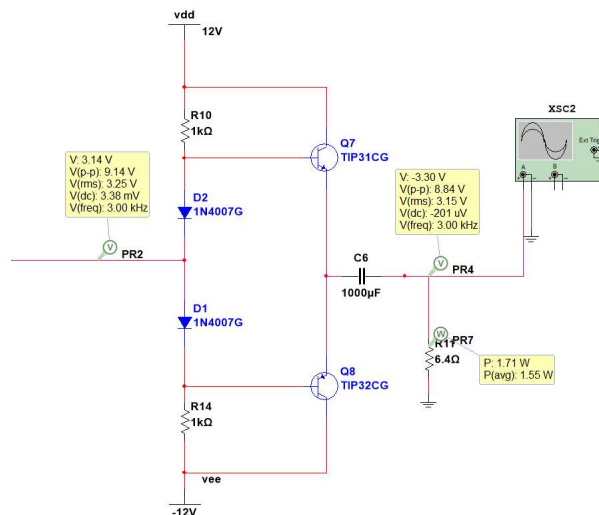 vdd
12V
XSC2
Ext Trig
A
B
R10
1kΩ
Q7
TIP31CG
V: 3.14 V
V(p-p): 9.14 V
V(rms): 3.25 V
V(dc): 3.38 mV
V(freq): 3.00 kHz
V
PR2
D2
1N4007G
V: -3.30 V
V(p-p): 8.84 V
V(rms): 3.15 V
V(dc): -201 uV
V(freq): 3.00 kHz
V
PR4
C6
1000µF
D1
1N4007G
W
PR7
R11
6.4Ω
P: 1.71 W
P(avg): 1.55 W
Q8
TIP32CG
R14
1kΩ
vee
-12V